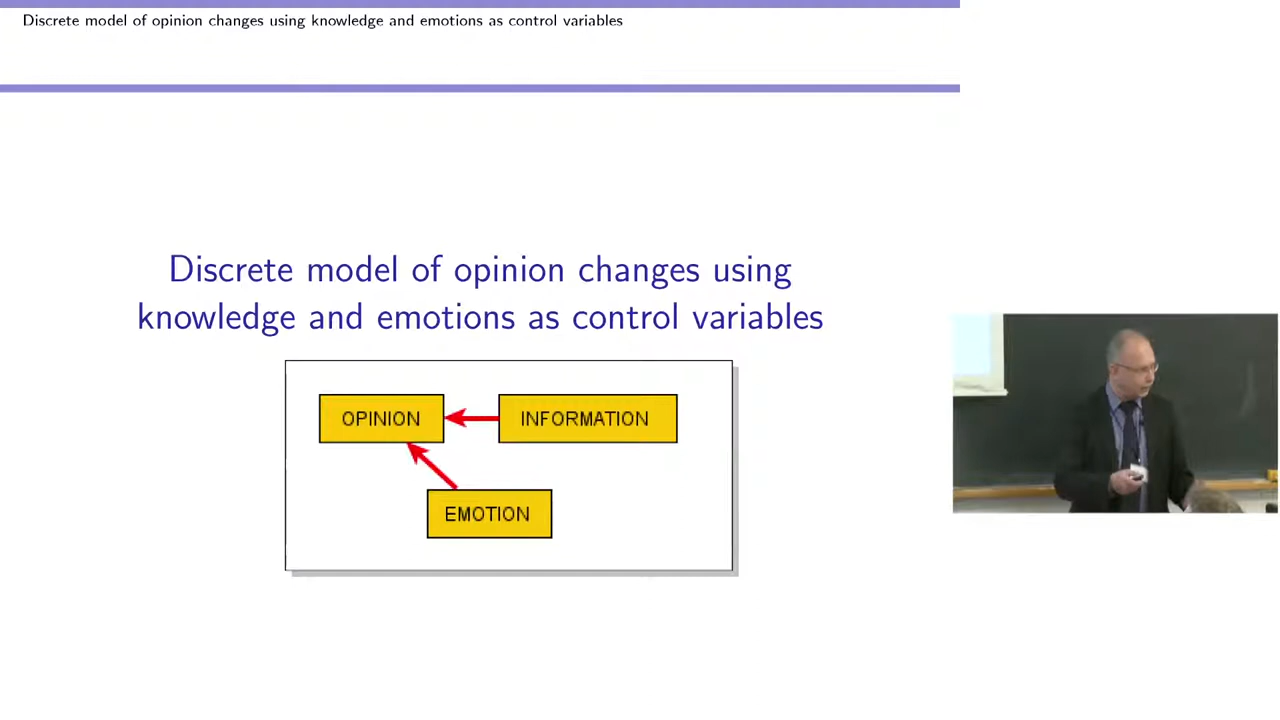 Discrete model of opinion changes using knowledge and emotions as control variables
Discrete model of opinion changes using
knowledge and emotions as control variables
OPINION
INFORMATION
EMOTION